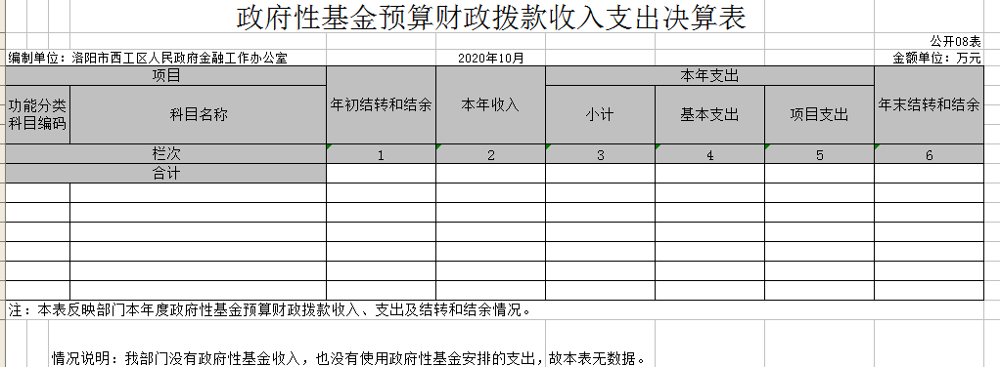 政府性基金预算财政拨款收入支出决算表
公开08表
编制单位：洛阳市西工区人民政府金融工作办公室 2020年10月 金额单位：万元
项目 年初结转和结余 本年收入 本年支出 年末结转和结余
功能分类科目编码 科目名称 小计 基本支出 项目支出
栏次 1 2 3 4 5 6
合计
注：本表反映部门本年度政府性基金预算财政拨款收入、支出及结转和结余情况。
情况说明：我部门没有政府性基金收入，也没有使用政府性基金安排的支出，故本表无数据。